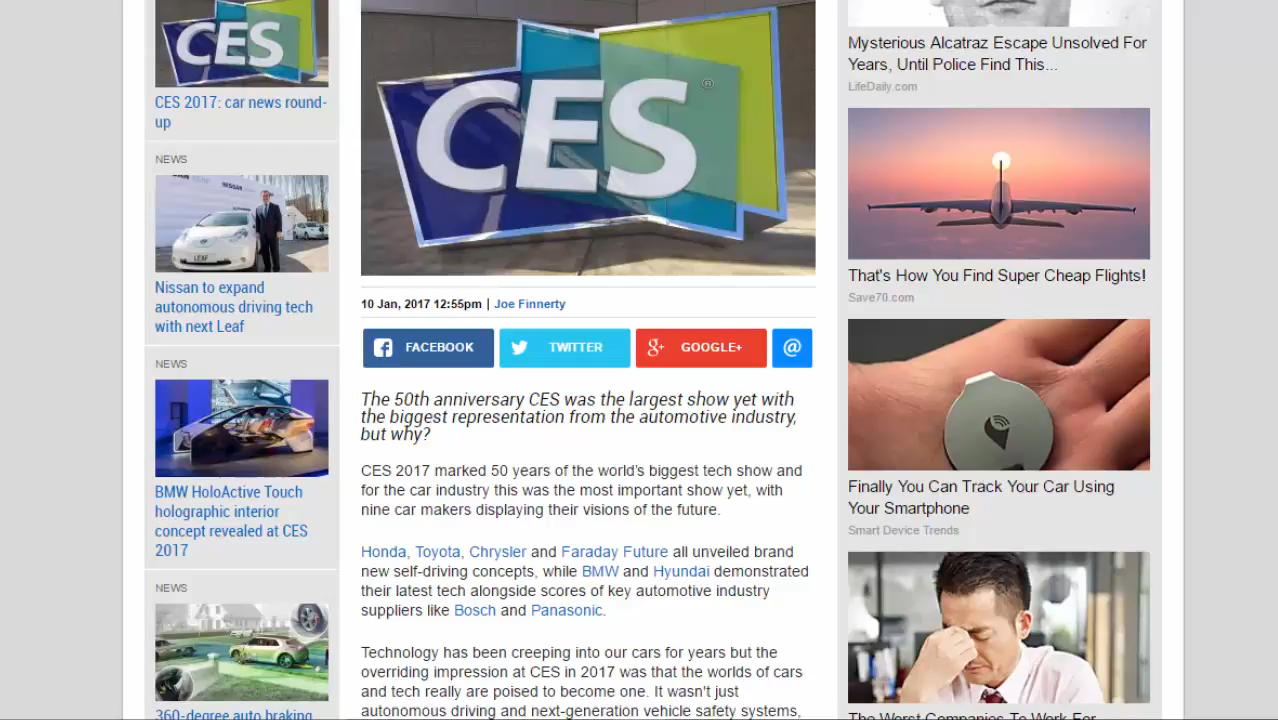 CES
CES 2017: car news round-
up
NEWS
LEAF
Nissan to expand
autonomous driving tech
with next Leaf
NEWS
BMW HoloActive Touch
holographic interior
concept revealed at CES
2017
NEWS
360-degree auto braking
CES
®
10 Jan, 2017 12:55pm | Joe Finnerty
FACEBOOK
TWITTER
GOOGLE+
@
The 50th anniversary CES was the largest show yet with
the biggest representation from the automotive industry,
but why?
CES 2017 marked 50 years of the world's biggest tech show and
for the car industry this was the most important show yet, with
nine car makers displaying their visions of the future.
Honda, Toyota, Chrysler and Faraday Future all unveiled brand
new self-driving concepts, while BMW and Hyundai demonstrated
their latest tech alongside scores of key automotive industry
suppliers like Bosch and Panasonic.
Technology has been creeping into our cars for years but the
overriding impression at CES in 2017 was that the worlds of cars
and tech really are poised to become one. It wasn't just
autonomous driving and next-generation vehicle safety systems,
Mysterious Alcatraz Escape Unsolved For
Years, Until Police Find This...
LifeDaily.com
That's How You Find Super Cheap Flights!
Save70.com
Finally You Can Track Your Car Using
Your Smartphone
Smart Device Trends
The Worst Companies To Work For